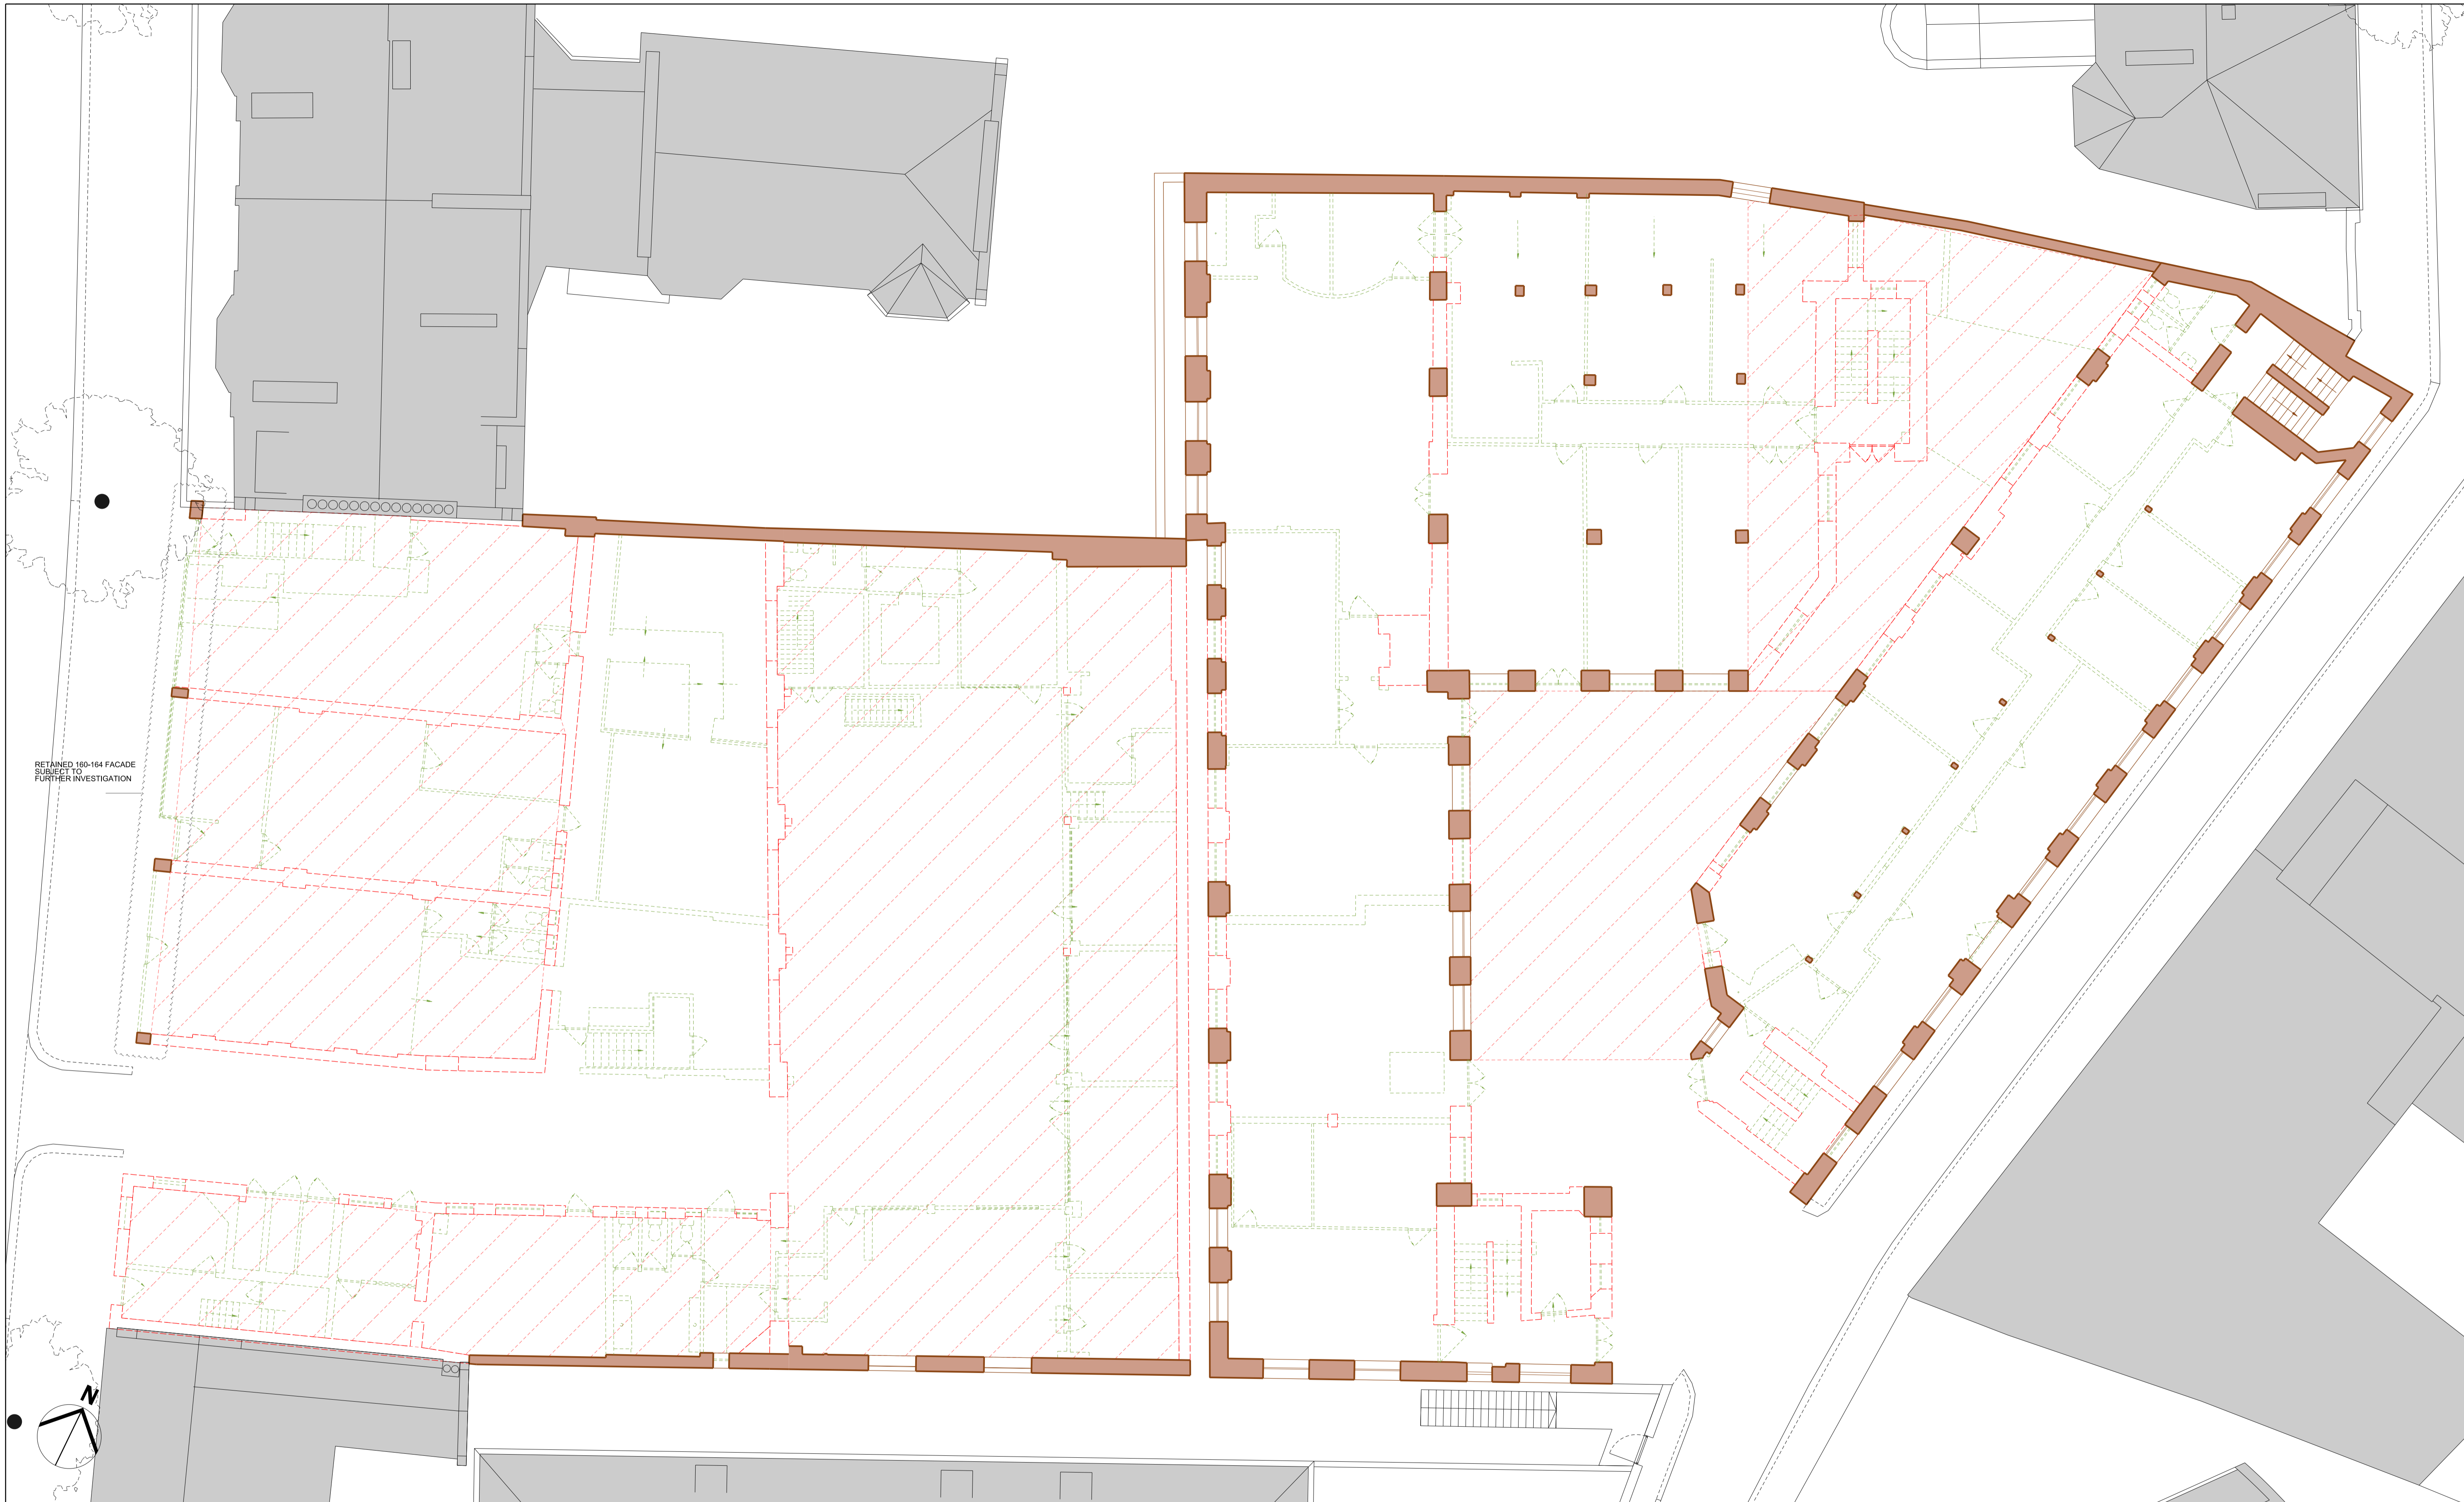 RETAINED 160-164 FACADE
SUBJECT TO
FURTHER INVESTIGATION
N